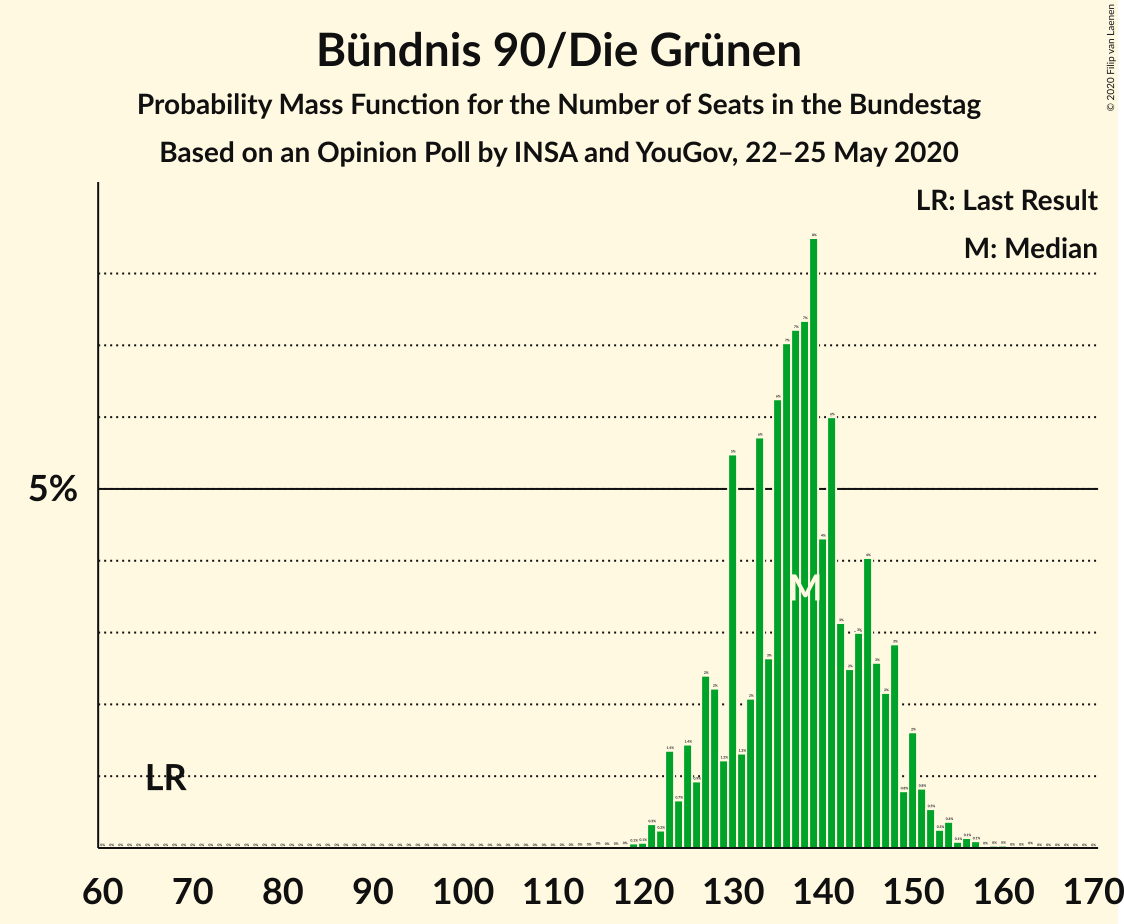 Bündnis 90/Die Grünen
Probability Mass Function for the Number of Seats in the Bundestag
Based on an Opinion Poll by INSA and YouGov, 22–25 May 2020
© 2020 Filip van Laenen
LR: Last Result
M: Median
5%
M
LR
60 70 80 90 100 110 120 130 140 150 160 170